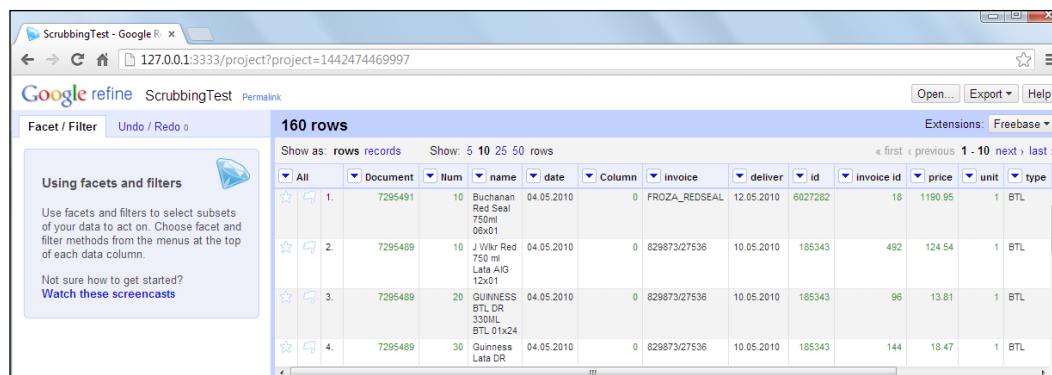 ScrubbingTest - Google R
127.0.0.1:3333/project?project=1442474469997
Google refine ScrubbingTest Permalink
Open... Export Help
Facet / Filter Undo / Redo 0
160 rows
Extensions: Freebase
Show as: rows records Show: 5 10 25 50 rows
« first ‹ previous 1 - 10 next › last
Using facets and filters
Use facets and filters to select subsets
of your data to act on. Choose facet and
filter methods from the menus at the top
of each data column.
Not sure how to get started?
Watch these screencasts
All Document Num name date Column invoice deliver id invoice id price unit type
1. 7295491 10 Buchanan 04.05.2010 0 FROZA_REDSEAL 12.05.2010 6027282 18 1190.95 1 BTL
Red Seal
750ml
06x01
2. 7295489 10 J Wlkr Red 04.05.2010 0 829873/27536 10.05.2010 185343 492 124.54 1 BTL
750 ml
Lata AIG
12x01
3. 7295489 20 GUINNESS 04.05.2010 0 829873/27536 10.05.2010 185343 96 13.81 1 BTL
BTL DR
330ML
BTL 01x24
4. 7295489 30 Guinness 04.05.2010 0 829873/27536 10.05.2010 185343 144 18.47 1 BTL
Lata DR